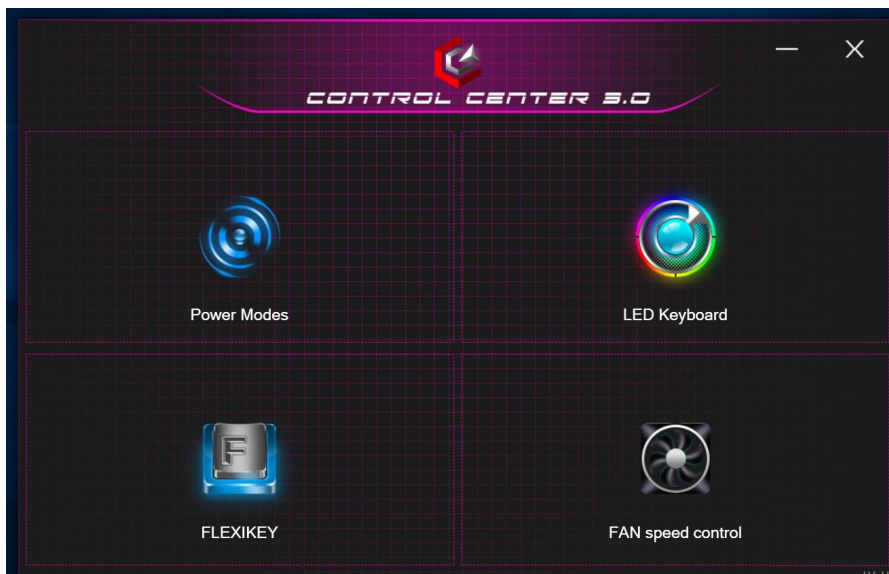 CONTROL CENTER 3.0
Power Modes
LED Keyboard
F
FLEXIKEY
FAN speed control